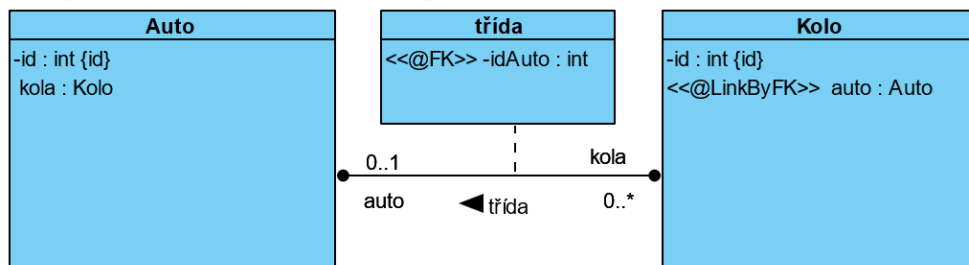 Auto
-id : int {id}
kola : Kolo
třída
<<@FK>> -idAuto : int
Kolo
-id : int {id}
<<@LinkByFK>> auto : Auto
0..1
kola
auto
třída
0..*